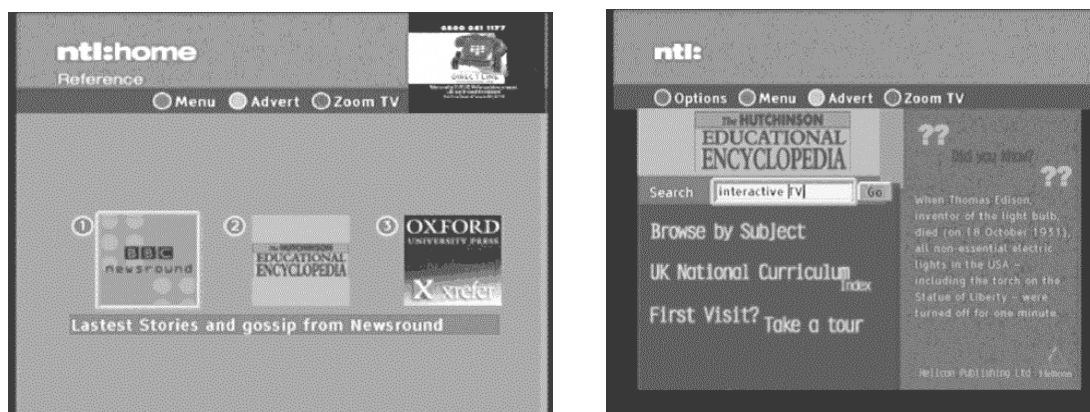 0800 081 1177
ntl:home
DIRECT LINE
Reference
Menu Advert Zoom TV
1 BBC newsround
2 The HUTCHINSON EDUCATIONAL ENCYCLOPEDIA
3 OXFORD UNIVERSITY PRESS
X xrefer
Lastest Stories and gossip from Newsround
ntl:
Options Menu Advert Zoom TV
The HUTCHINSON
EDUCATIONAL
ENCYCLOPEDIA
Search interactive TV Go
Browse by Subject
UK National Curriculum
Index
First Visit? Take a tour
??
Did you know?
??
When Thomas Edison,
inventor of the light bulb,
died (on 18 October 1931),
all non-essential electric
lights in the USA –
including the torch on the
Statue of Liberty – were
turned off for one minute.
Helicon Publishing Ltd Helicon